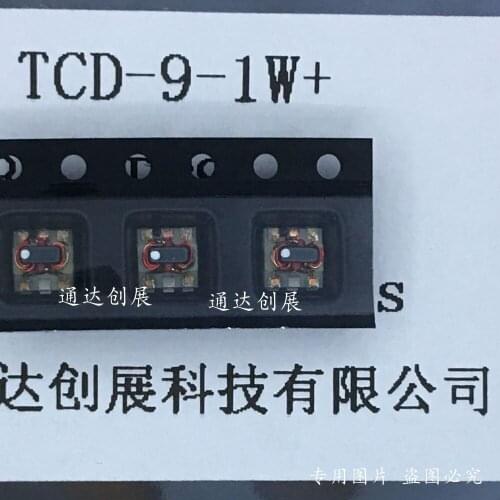 TCD-9-1W+
通达创展 通达创展
S
达创展科技有限公司
专用图片 盗图必究